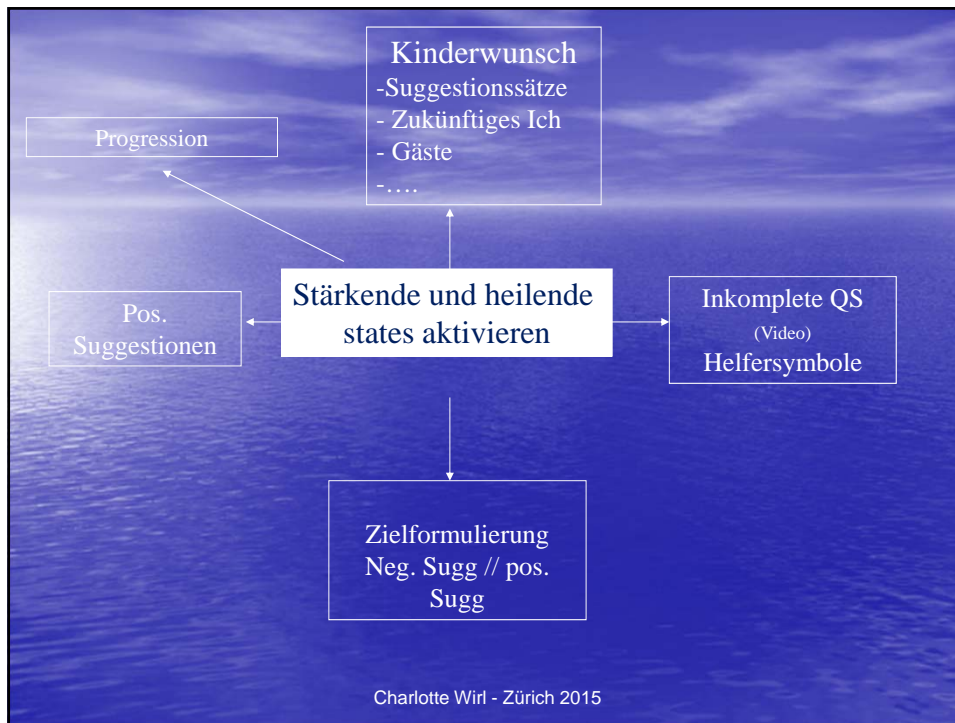 Kinderwunsch
-Suggestionssätze
- Zukünftiges Ich
- Gäste
-….
Progression
Stärkende und heilende
states aktivieren
Pos.
Suggestionen
Inkomplete QS
(Video)
Helfersymbole
Zielformulierung
Neg. Sugg // pos.
Sugg
Charlotte Wirl - Zürich 2015